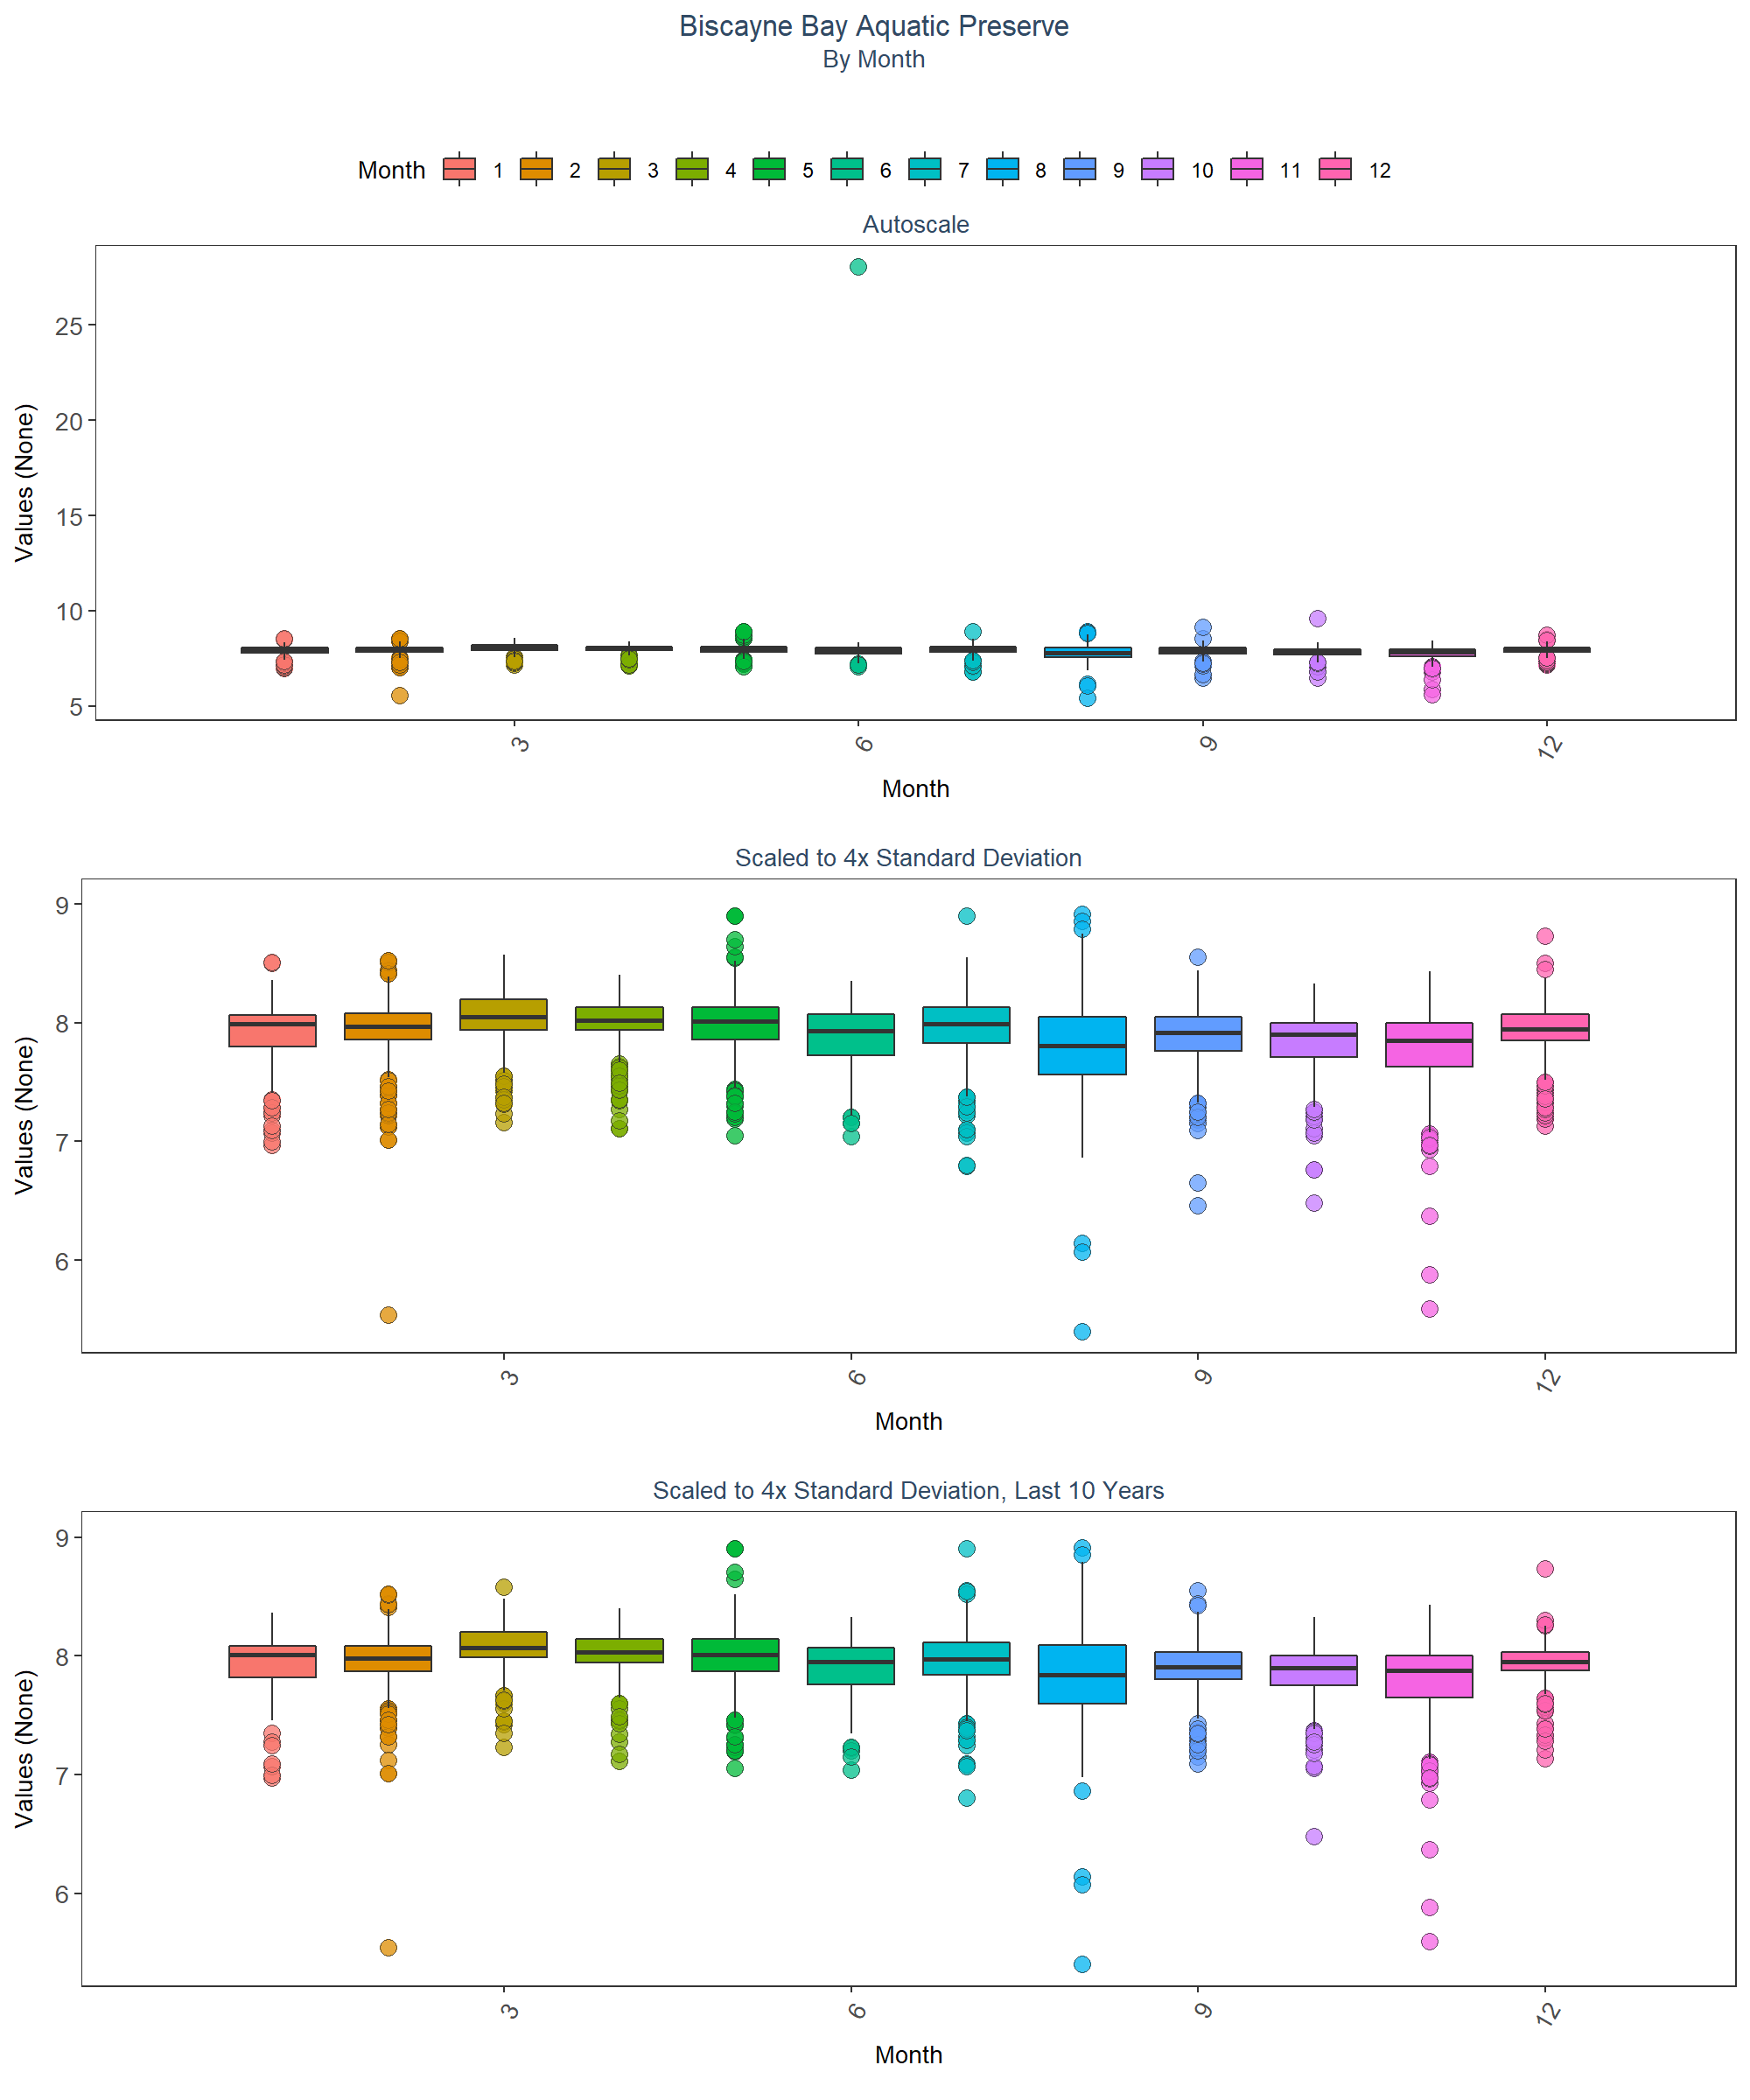 Biscayne Bay Aquatic Preserve
By Month
Month 1 2 3 4 5 6 7 8 9 10 11 12
Autoscale
Values (None)
25
20
15
10
5
3 6 9 12
Month
Scaled to 4x Standard Deviation
Values (None)
9
8
7
6
3 6 9 12
Month
Scaled to 4x Standard Deviation, Last 10 Years
Values (None)
9
8
7
6
3 6 9 12
Month